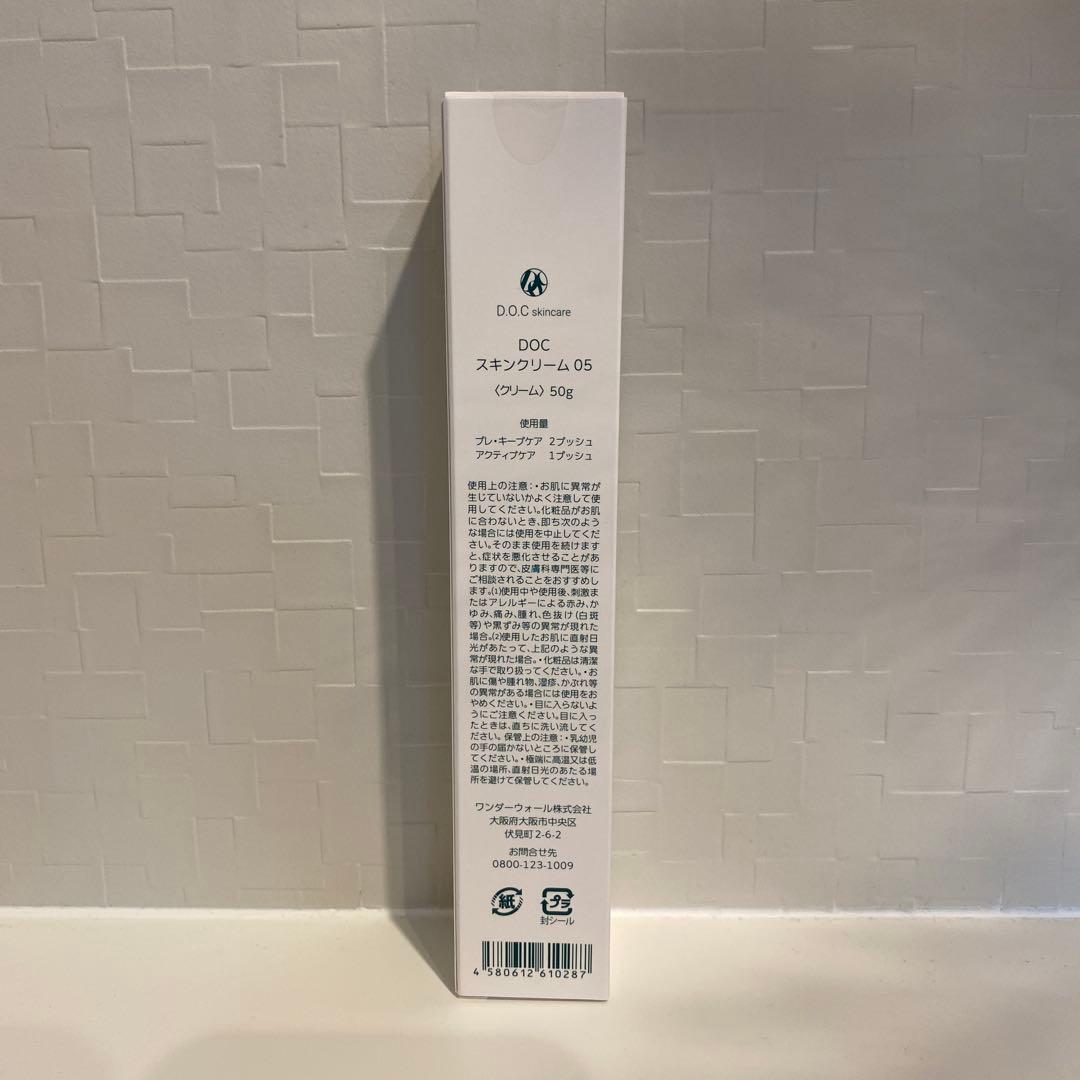 D.O.C skincare
DOC
スキンクリーム 05
〈クリーム〉 50g
使用量
プレ・キープケア 2プッシュ
アクティブケア 1プッシュ
使用上の注意:・お肌に異常が
生じていないかよく注意して使
用してください。化粧品がお肌
に合わないとき、即ち次のよう
な場合には使用を中止してくだ
さい。そのまま使用を続けます
と、症状を悪化させることがあ
りますので、皮膚科専門医等に
ご相談されることをおすすめし
ます。(1)使用中や使用後、刺激ま
たはアレルギーによる赤み、か
ゆみ、痛み、腫れ、色抜け(白斑
等)や黒ずみ等の異常が現れた
場合。(2)使用したお肌に直射日
光があたって、上記のような異
常が現れた場合。・化粧品は清潔
な手で取り扱ってください。・お
肌に傷や腫れ物、湿疹、かぶれ等
の異常がある場合には使用をお
やめください。・目に入らないよ
うにご注意ください。目に入っ
たときは、直ちに洗い流してくだ
さい。保管上の注意:・乳幼児
の手の届かないところに保管し
てください。・極端に高温又は低
温の場所、直射日光のあたる場
所を避けて保管してください。
ワンダーウォール株式会社
大阪府大阪市中央区
伏見町 2-6-2
お問合せ先
0800-123-1009
紙
プラ
封シール
4 580612 610287